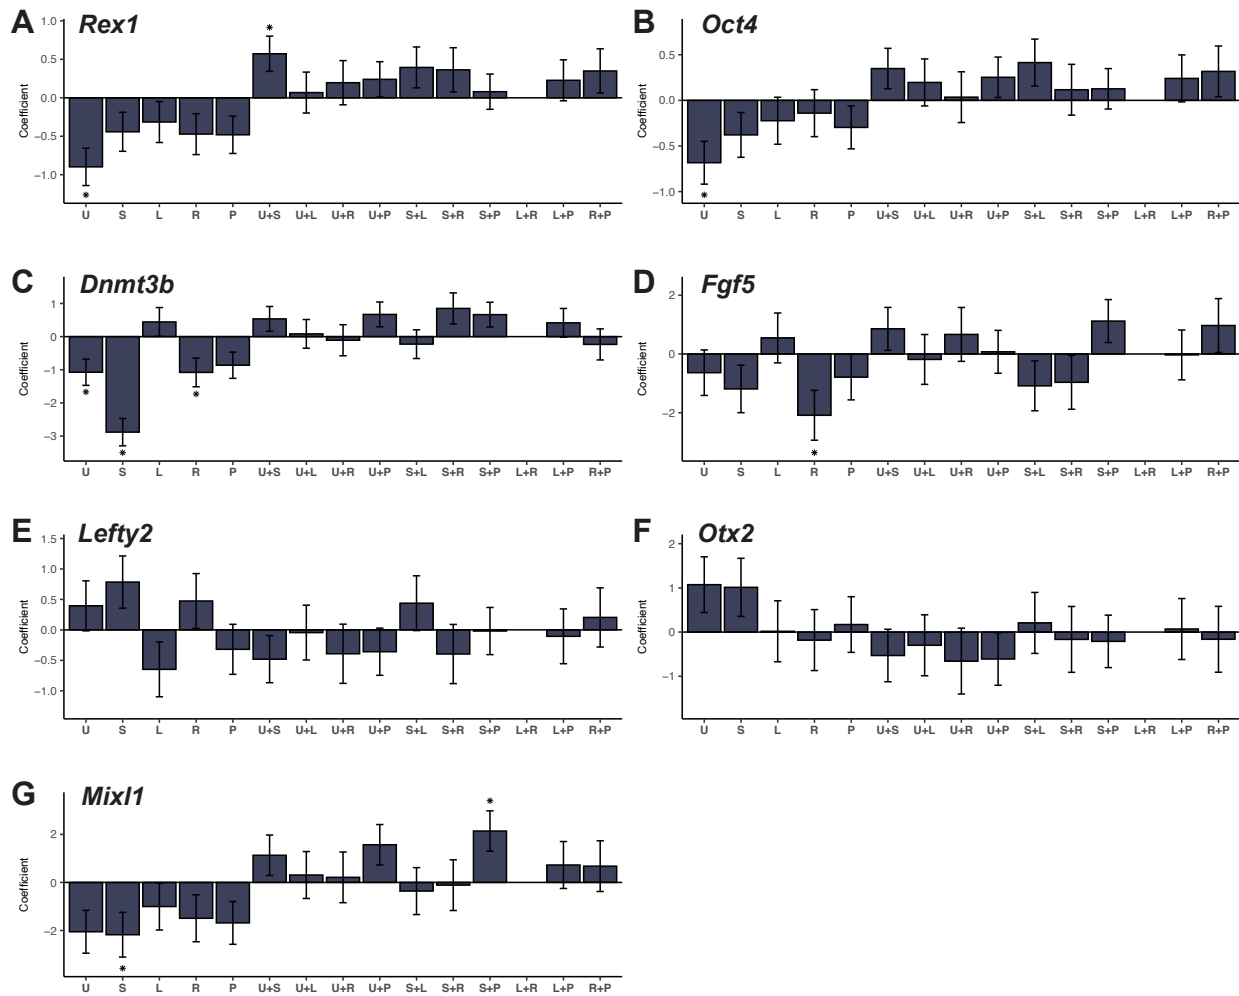 A Rex1
1.0
0.5
0.0
−0.5
−1.0
Coefficient
*
*
U S L R P U+S U+L U+R U+P S+L S+R S+P L+R L+P R+P
B Oct4
0.5
0.0
−0.5
−1.0
Coefficient
*
U S L R P U+S U+L U+R U+P S+L S+R S+P L+R L+P R+P
C Dnmt3b
1
0
−1
−2
−3
Coefficient
*
*
*
U S L R P U+S U+L U+R U+P S+L S+R S+P L+R L+P R+P
D Fgf5
2
0
−2
Coefficient
*
U S L R P U+S U+L U+R U+P S+L S+R S+P L+R L+P R+P
E Lefty2
1.5
1.0
0.5
0.0
−0.5
−1.0
Coefficient
U S L R P U+S U+L U+R U+P S+L S+R S+P L+R L+P R+P
F Otx2
2
1
0
−1
Coefficient
U S L R P U+S U+L U+R U+P S+L S+R S+P L+R L+P R+P
G Mixl1
2
0
−2
Coefficient
*
*
U S L R P U+S U+L U+R U+P S+L S+R S+P L+R L+P R+P